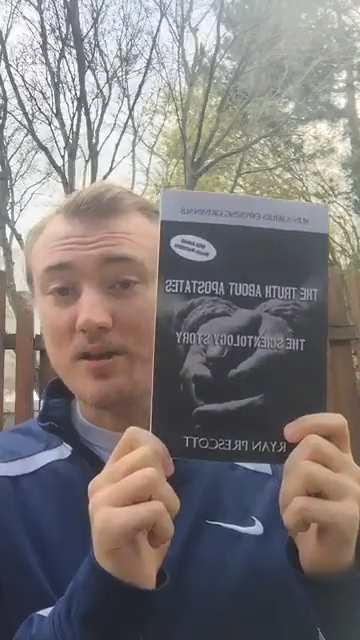 THE TRUTH ABOUT APOSTATES
THE SCIENTOLOGY STORY
RYAN PRESCOTT